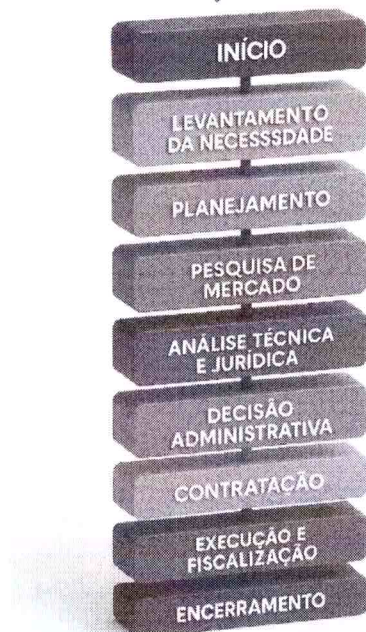 INÍCIO
LEVANTAMENTO
DA NECESSSDADE
PLANEJAMENTO
PESQUISA DE
MERCADO
ANÁLISE TÉCNICA
E JURÍDICA
DECISÃO
ADMINISTRATIVA
CONTRATAÇÃO
EXECUÇÃO E
FISCALIZAÇÃO
ENCERRAMENTO